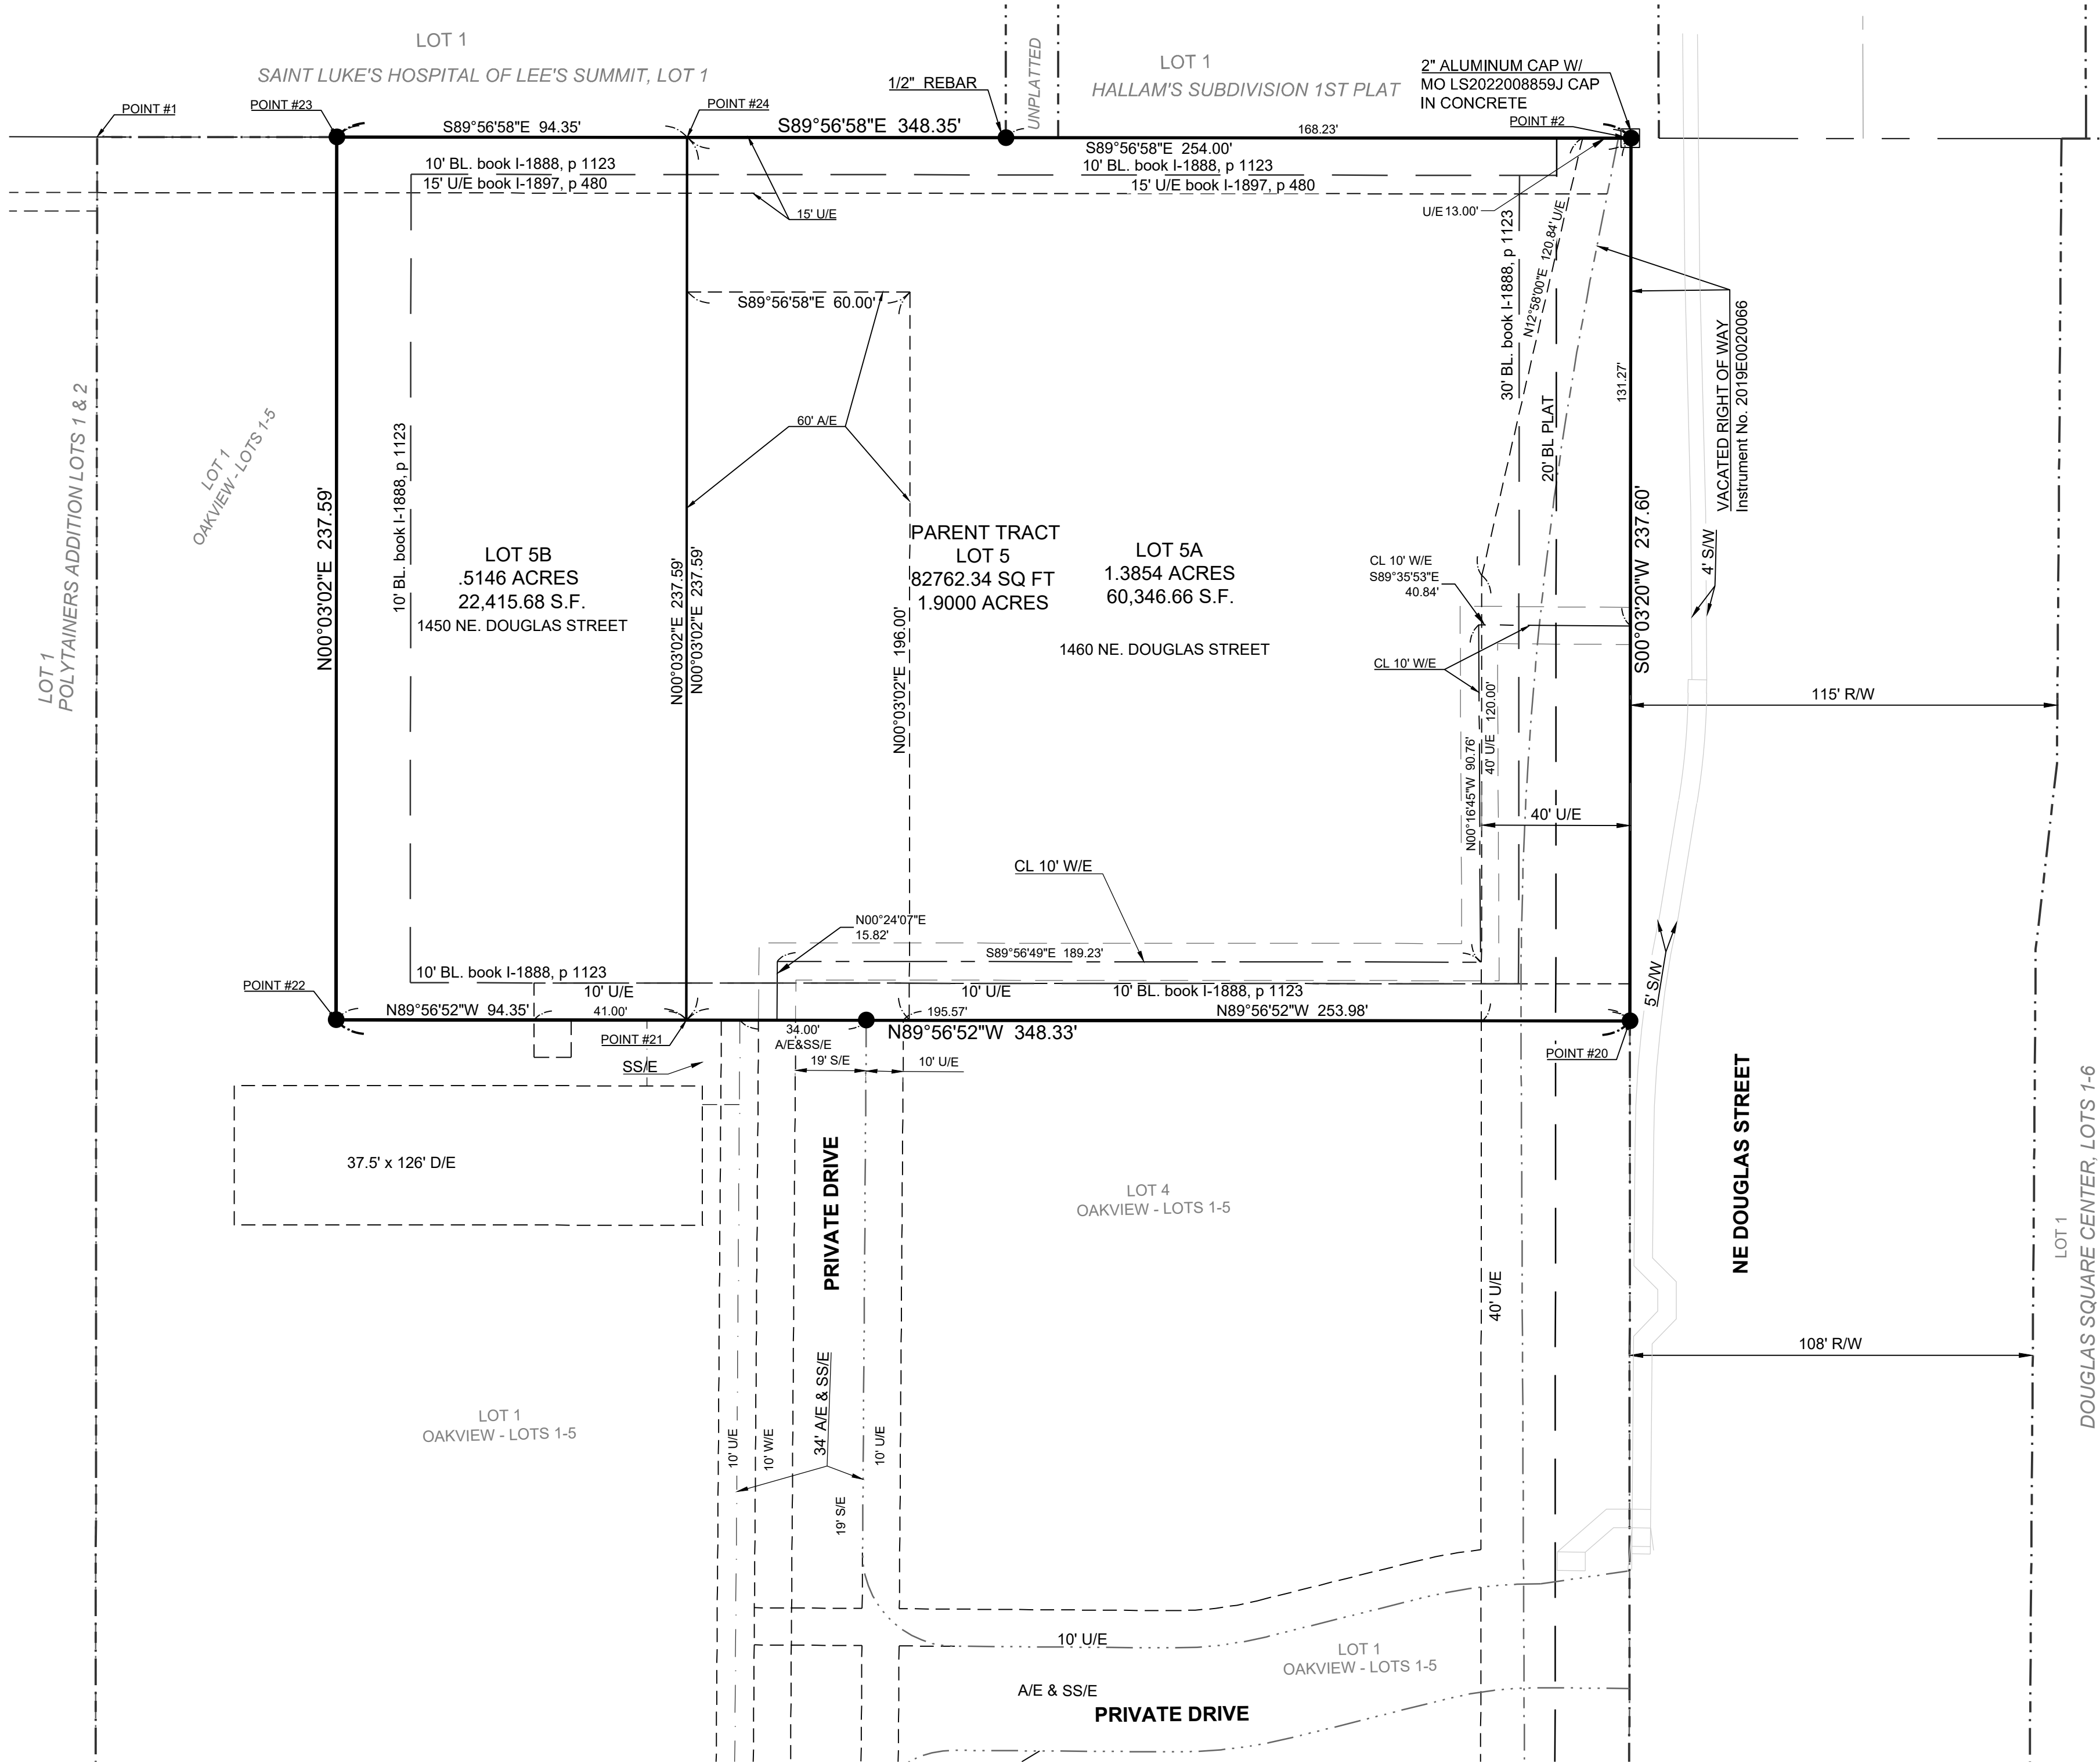 LOT 1
SAINT LUKE'S HOSPITAL OF LEE'S SUMMIT, LOT 1
UNPLATTED
LOT 1
HALLAM'S SUBDIVISION 1ST PLAT
2" ALUMINUM CAP W/
MO LS2022008859J CAP
IN CONCRETE
1/2" REBAR
POINT #1
POINT #23
POINT #24
POINT #2
S89°56'58"E 94.35'
S89°56'58"E 348.35'
168.23'
S89°56'58"E 254.00'
10' BL. book I-1888, p 1123
15' U/E book I-1897, p 480
10' BL. book I-1888, p 1123
15' U/E book I-1897, p 480
15' U/E
U/E 13.00'
30' BL. book I-1888, p 1123
N12°58'00"E 120.84' U/E
20' BL PLAT
131.27'
VACATED RIGHT OF WAY
Instrument No. 2019E0020066
S89°56'58"E 60.00'
60' A/E
LOT 1
POLYTAINERS ADDITION LOTS 1 & 2
LOT 1
OAKVIEW - LOTS 1-5
N00°03'02"E 237.59'
10' BL. book I-1888, p 1123
LOT 5B
.5146 ACRES
22,415.68 S.F.
1450 NE. DOUGLAS STREET
N00°03'02"E 237.59'
N00°03'02"E 237.59'
N00°03'02"E 196.00'
PARENT TRACT
LOT 5
82762.34 SQ FT
1.9000 ACRES
LOT 5A
1.3854 ACRES
60,346.66 S.F.
1460 NE. DOUGLAS STREET
CL 10' W/E
S89°35'53"E
40.84'
CL 10' W/E
S00°03'20"W 237.60'
4' S/W
115' R/W
N00°16'45"W 90.76'
40' U/E 120.00'
40' U/E
CL 10' W/E
N00°24'07"E
15.82'
S89°56'49"E 189.23'
10' BL. book I-1888, p 1123
10' U/E
10' U/E
10' BL. book I-1888, p 1123
5' S/W
POINT #22
N89°56'52"W 94.35'
41.00'
POINT #21
34.00'
A/E&SS/E
195.57'
N89°56'52"W 253.98'
N89°56'52"W 348.33'
POINT #20
SS/E
19' S/E
10' U/E
37.5' x 126' D/E
PRIVATE DRIVE
LOT 4
OAKVIEW - LOTS 1-5
NE DOUGLAS STREET
LOT 1
DOUGLAS SQUARE CENTER, LOTS 1-6
40' U/E
108' R/W
LOT 1
OAKVIEW - LOTS 1-5
34' A/E & SS/E
10' U/E
10' W/E
10' U/E
19' S/E
10' U/E
LOT 1
OAKVIEW - LOTS 1-5
A/E & SS/E
PRIVATE DRIVE